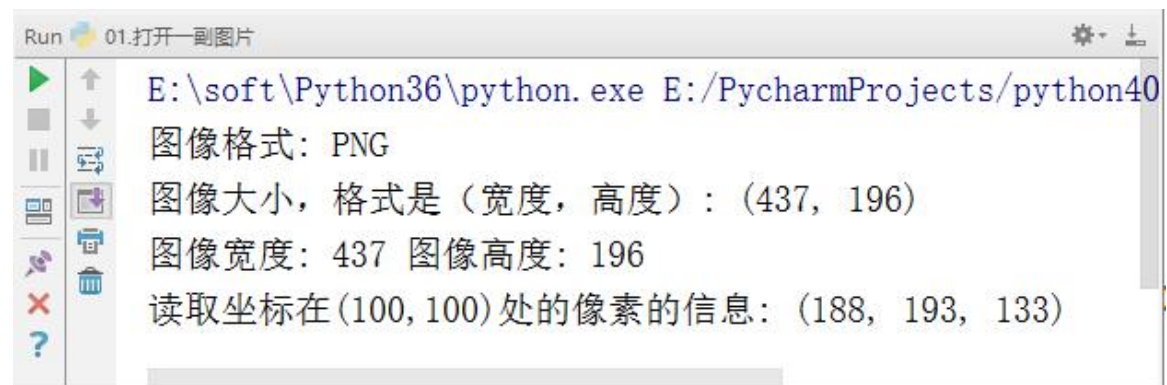 Run 01.打开一副图片
E:\soft\Python36\python.exe E:/PycharmProjects/python40
图像格式: PNG
图像大小，格式是（宽度，高度）: (437, 196)
图像宽度: 437 图像高度: 196
读取坐标在(100,100)处的像素的信息: (188, 193, 133)